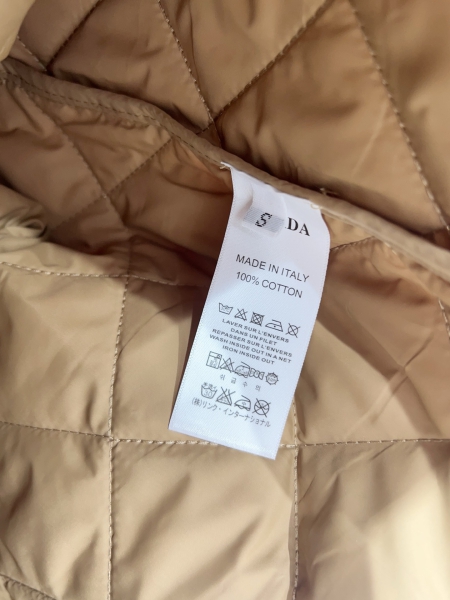 S DA
MADE IN ITALY
100% COTTON
LAVER SUR L'ENVERS
DANS UN FILET
REPASSER SUR L'ENVERS
WASH INSIDE OUT IN A NET
IRON INSIDE OUT
(株)リンク・インターナショナル